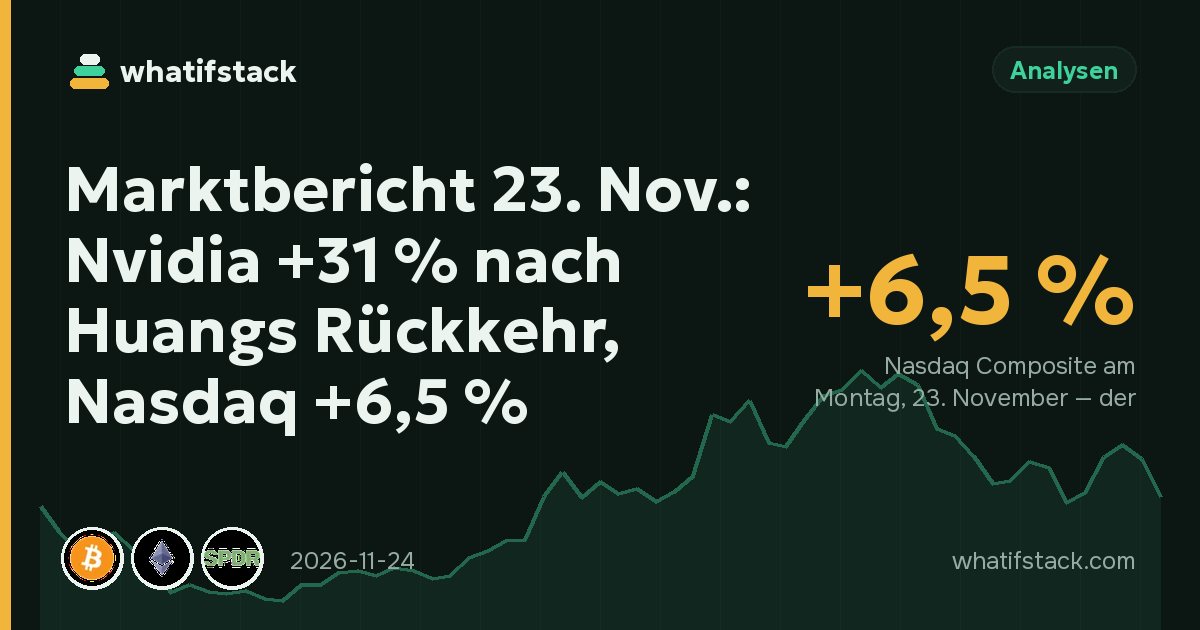 whatifstack
Analysen
Marktbericht 23. Nov.:
Nvidia +31 % nach
Huangs Rückkehr,
Nasdaq +6,5 %
+6,5 %
Nasdaq Composite am
Montag, 23. November — der
SPDR
2026-11-24
whatifstack.com